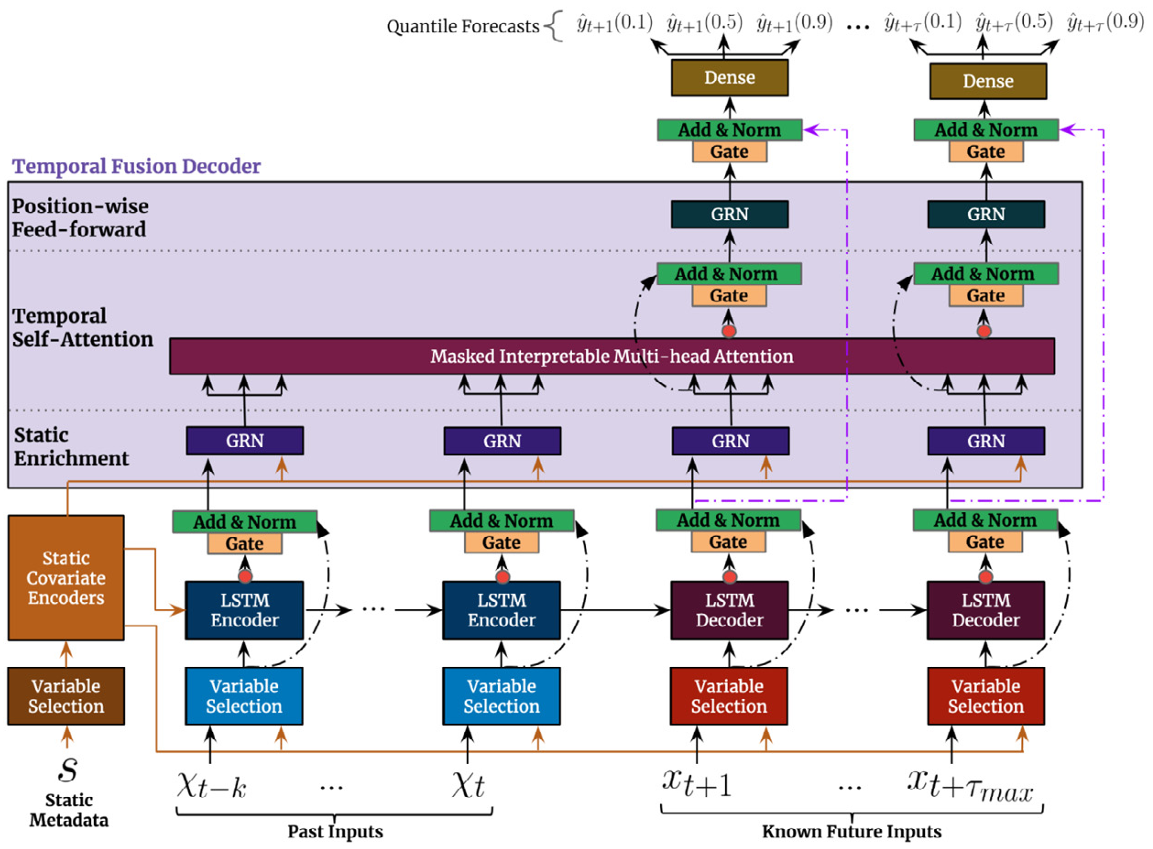 Quantile Forecasts { ŷt+1(0.1) ŷt+1(0.5) ŷt+1(0.9) ... ŷt+τ(0.1) ŷt+τ(0.5) ŷt+τ(0.9)
Dense Dense
Add & Norm Add & Norm
Gate Gate
Temporal Fusion Decoder
Position-wise
Feed-forward
GRN GRN
Add & Norm Add & Norm
Gate Gate
Temporal
Self-Attention
Masked Interpretable Multi-head Attention
Static
Enrichment
GRN GRN GRN GRN
Add & Norm Add & Norm Add & Norm Add & Norm
Gate Gate Gate Gate
Static
Covariate
Encoders
LSTM
Encoder
...
LSTM
Encoder
LSTM
Decoder
...
LSTM
Decoder
Variable
Selection
Variable
Selection
Variable
Selection
Variable
Selection
Variable
Selection
s
Static
Metadata
χt−k ... χt xt+1 ... xt+τmax
Past Inputs Known Future Inputs